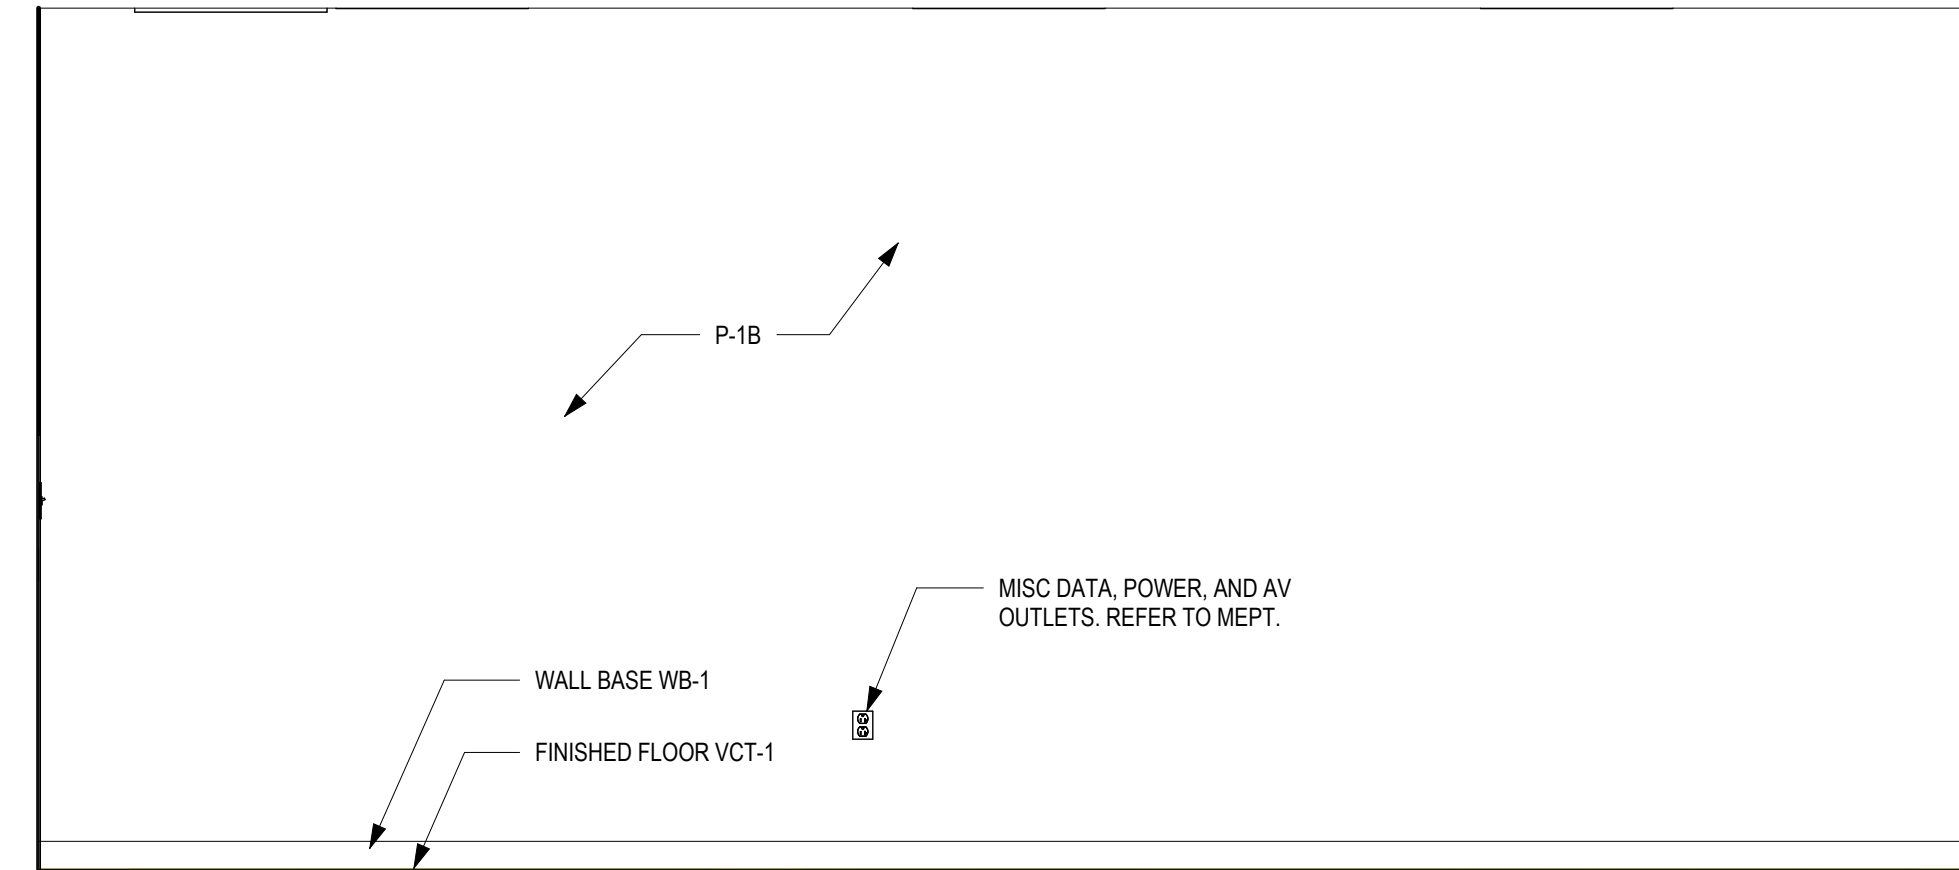 P-1B
MISC DATA, POWER, AND AV
OUTLETS. REFER TO MEPT.
WALL BASE WB-1
FINISHED FLOOR VCT-1